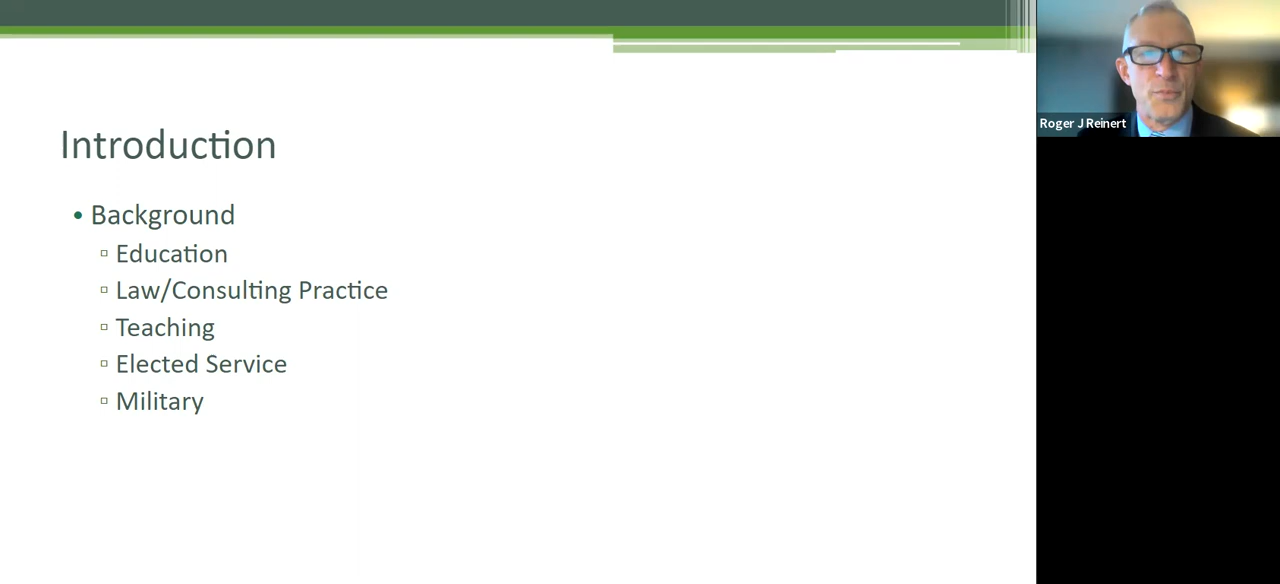 Introduction
• Background
▫ Education
▫ Law/Consulting Practice
▫ Teaching
▫ Elected Service
▫ Military
Roger J Reinert